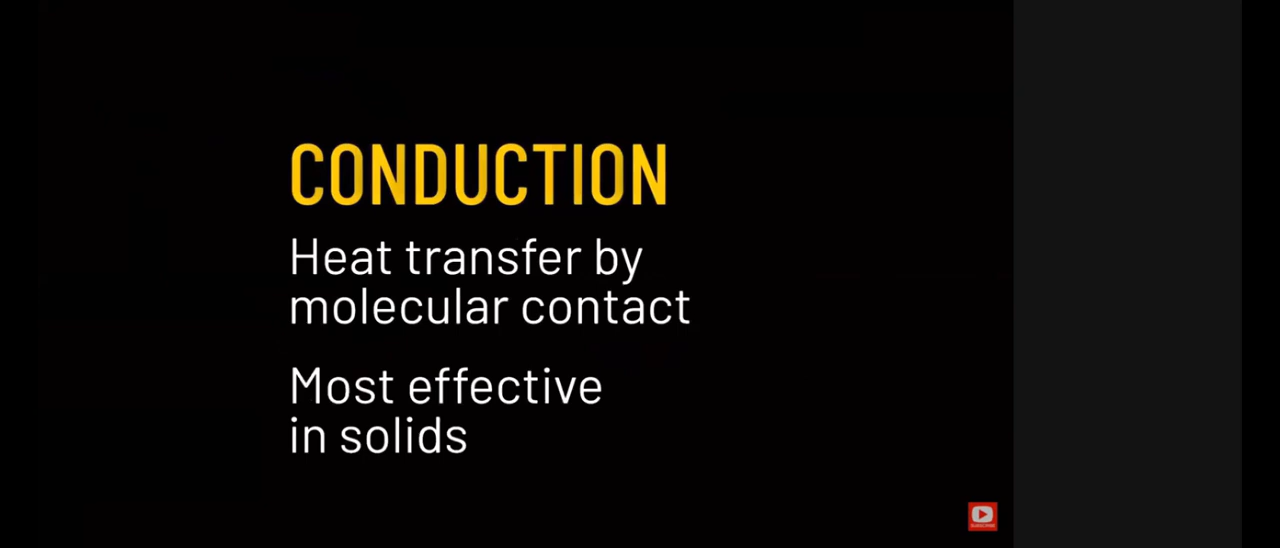 CONDUCTION
Heat transfer by
molecular contact
Most effective
in solids